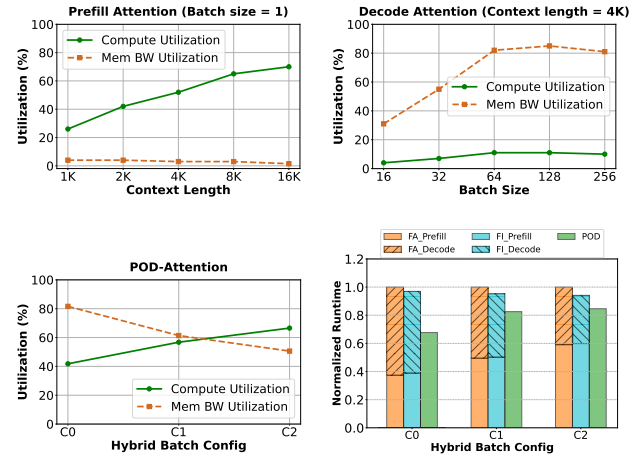 Prefill Attention (Batch size = 1)
Utilization (%)
100
80
60
40
20
0
Compute Utilization
Mem BW Utilization
1K 2K 4K 8K 16K
Context Length
Decode Attention (Context length = 4K)
Utilization (%)
100
80
60
40
20
0
Compute Utilization
Mem BW Utilization
16 32 64 128 256
Batch Size
POD-Attention
Utilization (%)
100
80
60
40
20
0
Compute Utilization
Mem BW Utilization
C0 C1 C2
Hybrid Batch Config
FA_Prefill FI_Prefill POD
FA_Decode FI_Decode
Normalized Runtime
1.2
1.0
0.8
0.6
0.4
0.2
0.0
C0 C1 C2
Hybrid Batch Config